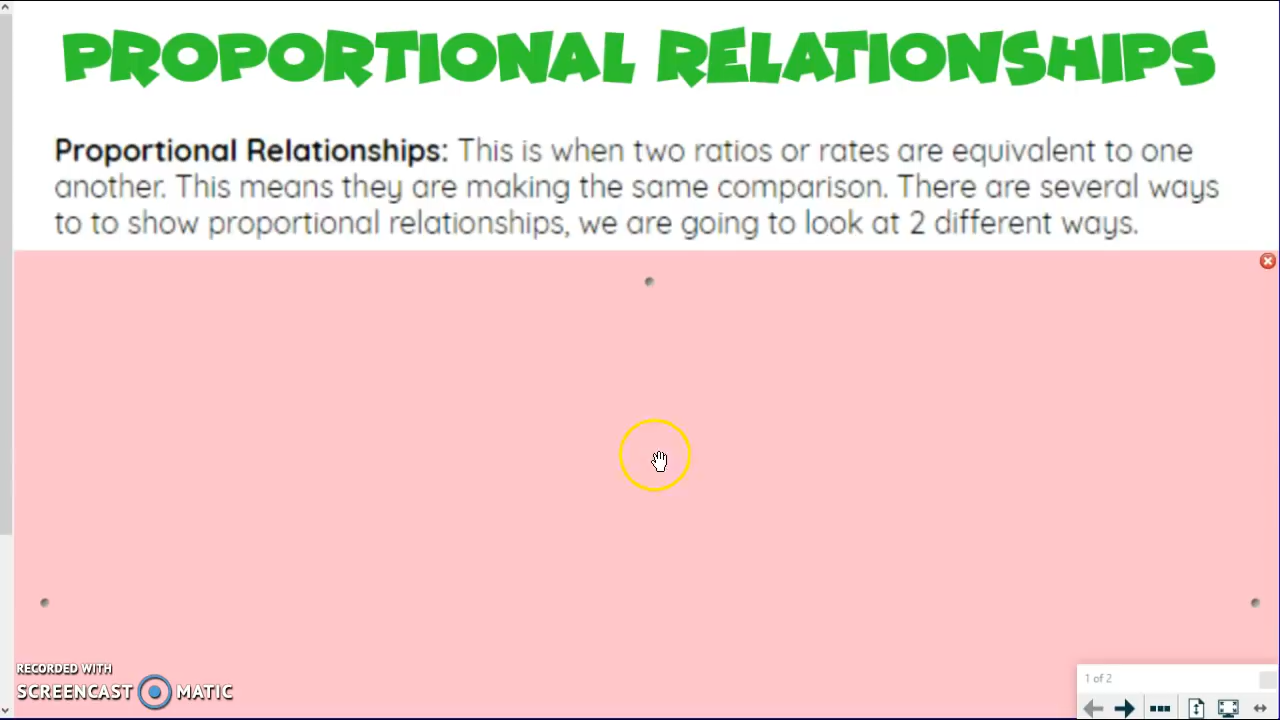 PROPORTIONAL RELATIONSHIPS
Proportional Relationships: This is when two ratios or rates are equivalent to one
another. This means they are making the same comparison. There are several ways
to to show proportional relationships, we are going to look at 2 different ways.
RECORDED WITH
SCREENCAST MATIC
1 of 2